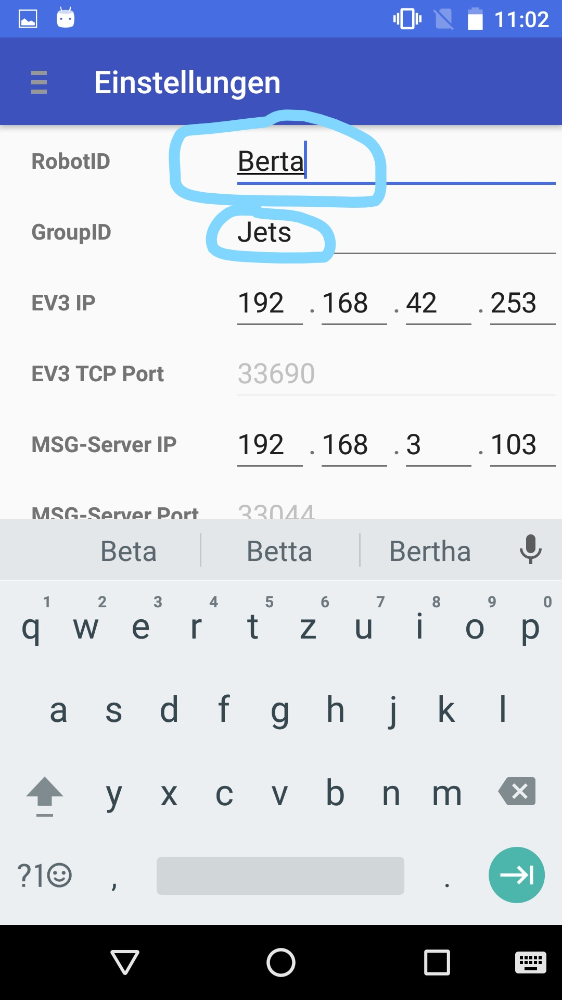 11:02
Einstellungen
RobotID Berta
GroupID Jets
EV3 IP 192 . 168 . 42 . 253
EV3 TCP Port 33690
MSG-Server IP 192 . 168 . 3 . 103
MSG-Server Port 33044
Beta Betta Bertha
1 2 3 4 5 6 7 8 9 0
q w e r t z u i o p
a s d f g h j k l
y x c v b n m
?1☺ , .